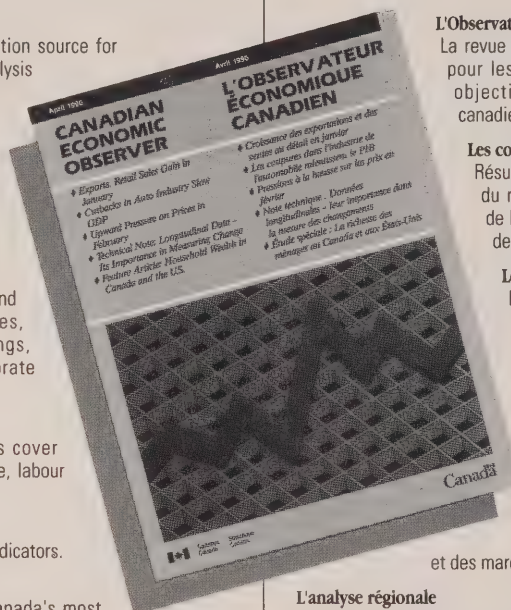 tion source for
lysis
nd
es,
ngs,
orate
s cover
e, labour
dicators.
anada's most
April 1990
CANADIAN
ECONOMIC
OBSERVER
♦ Exports, Retail Sales Gain in
January
♦ Cutbacks in Auto Industry Slow
GDP
♦ Upward Pressure on Prices in
February
♦ Technical Note: Longitudinal Data -
Its Importance in Measuring Change
♦ Feature Article: Household Wealth in
Canada and the U.S.
Avril 1990
L'OBSERVATEUR
ÉCONOMIQUE
CANADIEN
♦ Croissance des exportations et des
ventes au détail en janvier
♦ Les coupures dans l'industrie de
l'automobile ralentissent le PIB
♦ Pressions à la hausse sur les prix en
février
♦ Note technique : Données
longitudinales - leur importance dans
la mesure des changements
♦ Étude spéciale : La richesse des
ménages au Canada et aux États-Unis
Statistics Canada
Statistique Canada
Canada
L'Observat
La revue
pour les
objecti
canadie
Les co
Résu
du r
de l
de
L
et des marc
L'analyse régionale